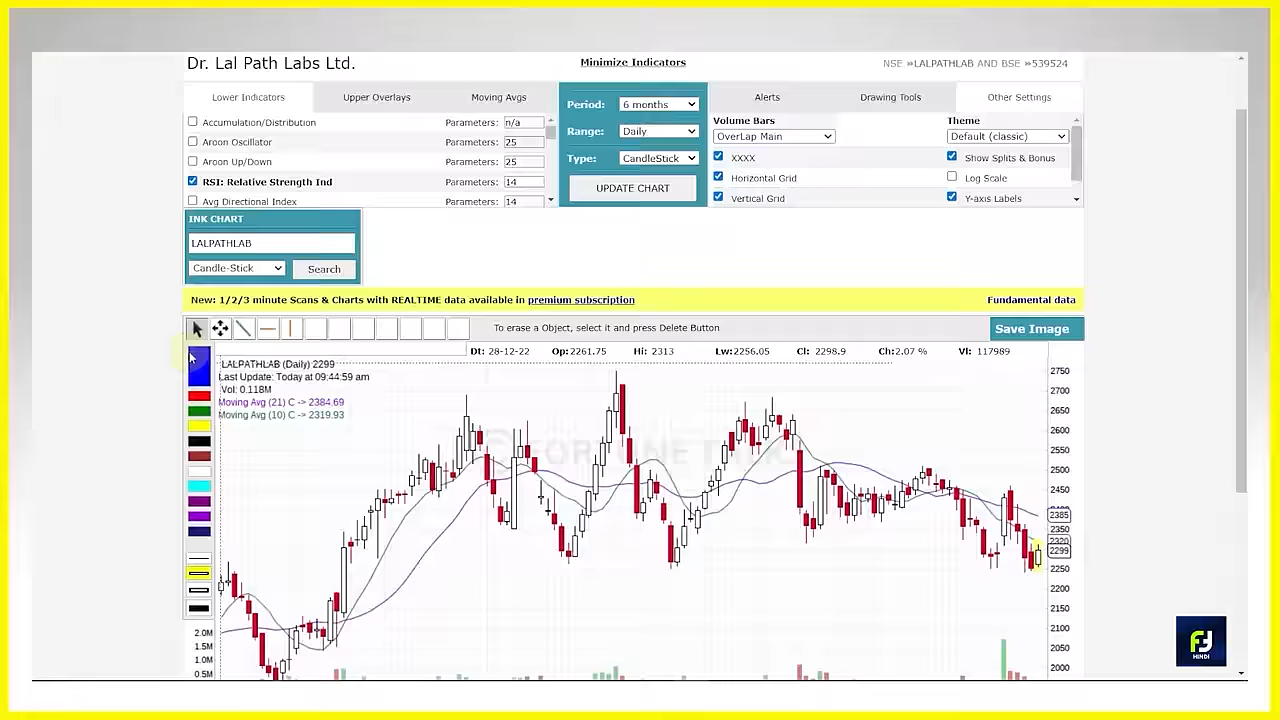 Dr. Lal Path Labs Ltd.
Minimize Indicators
NSE »LALPATHLAB AND BSE »539524
Lower Indicators
Upper Overlays
Moving Avgs
Accumulation/Distribution Parameters: n/a
Aroon Oscillator Parameters: 25
Aroon Up/Down Parameters: 25
RSI: Relative Strength Ind Parameters: 14
Avg Directional Index Parameters: 14
Period: 6 months
Range: Daily
Type: CandleStick
UPDATE CHART
Alerts
Drawing Tools
Other Settings
Volume Bars
OverLap Main
XXXX
Horizontal Grid
Vertical Grid
Theme
Default (classic)
Show Splits & Bonus
Log Scale
Y-axis Labels
INK CHART
LALPATHLAB
Candle-Stick
Search
New: 1/2/3 minute Scans & Charts with REALTIME data available in premium subscription
Fundamental data
To erase a Object, select it and press Delete Button
Save Image
Dt: 28-12-22 Op:2261.75 Hi: 2313 Lw:2256.05 Cl: 2298.9 Ch:2.07 % Vl: 117989
LALPATHLAB (Daily) 2299
Last Update: Today at 09:44:59 am
Vol: 0.118M
Moving Avg (21) C -> 2384.69
Moving Avg (10) C -> 2319.93
2750
2700
2650
2600
2550
2500
2450
2400
2385
2350
2320
2299
2250
2200
2150
2100
2050
2000
2.0M
1.5M
1.0M
0.5M
HINDI